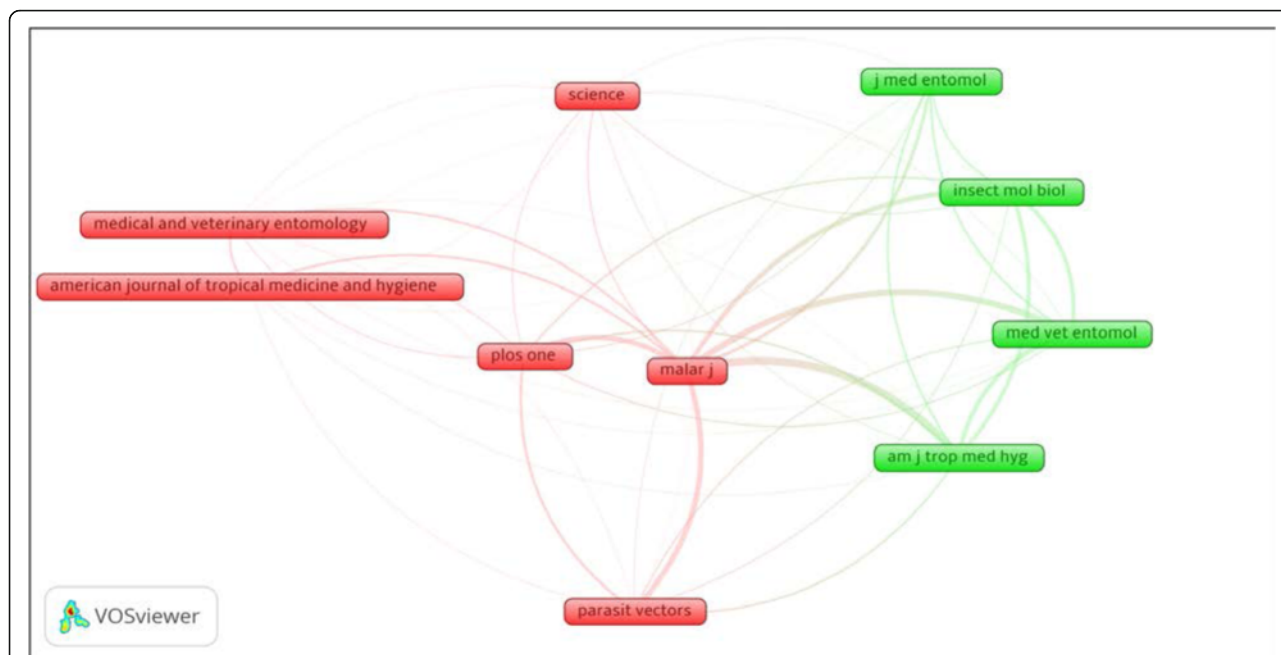 j med entomol
science
insect mol biol
medical and veterinary entomology
american journal of tropical medicine and hygiene
med vet entomol
plos one
malar j
am j trop med hyg
parasit vectors
VOSviewer